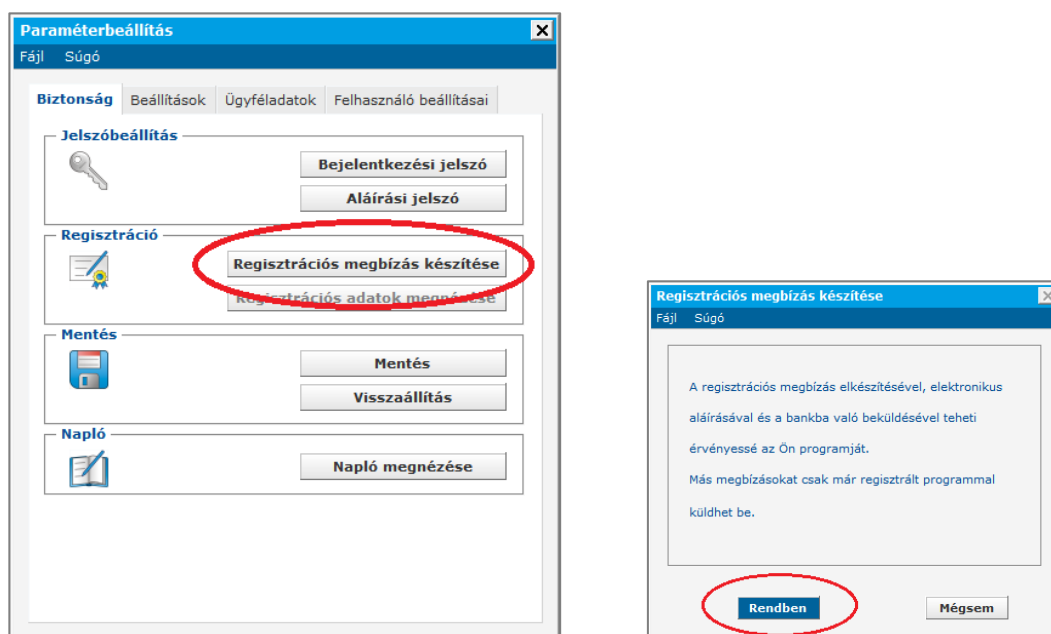 Paraméterbeállítás
Fájl Súgó
Biztonság Beállítások Ügyféladatok Felhasználó beállításai
Jelszóbeállítás
Bejelentkezési jelszó
Aláírási jelszó
Regisztráció
Regisztrációs megbízás készítése
Regisztrációs adatok megnézése
Mentés
Mentés
Visszaállítás
Napló
Napló megnézése
Regisztrációs megbízás készítése
Fájl Súgó
A regisztrációs megbízás elkészítésével, elektronikus
aláírásával és a bankba való beküldésével teheti
érvényessé az Ön programját.
Más megbízásokat csak már regisztrált programmal
küldhet be.
Rendben Mégsem